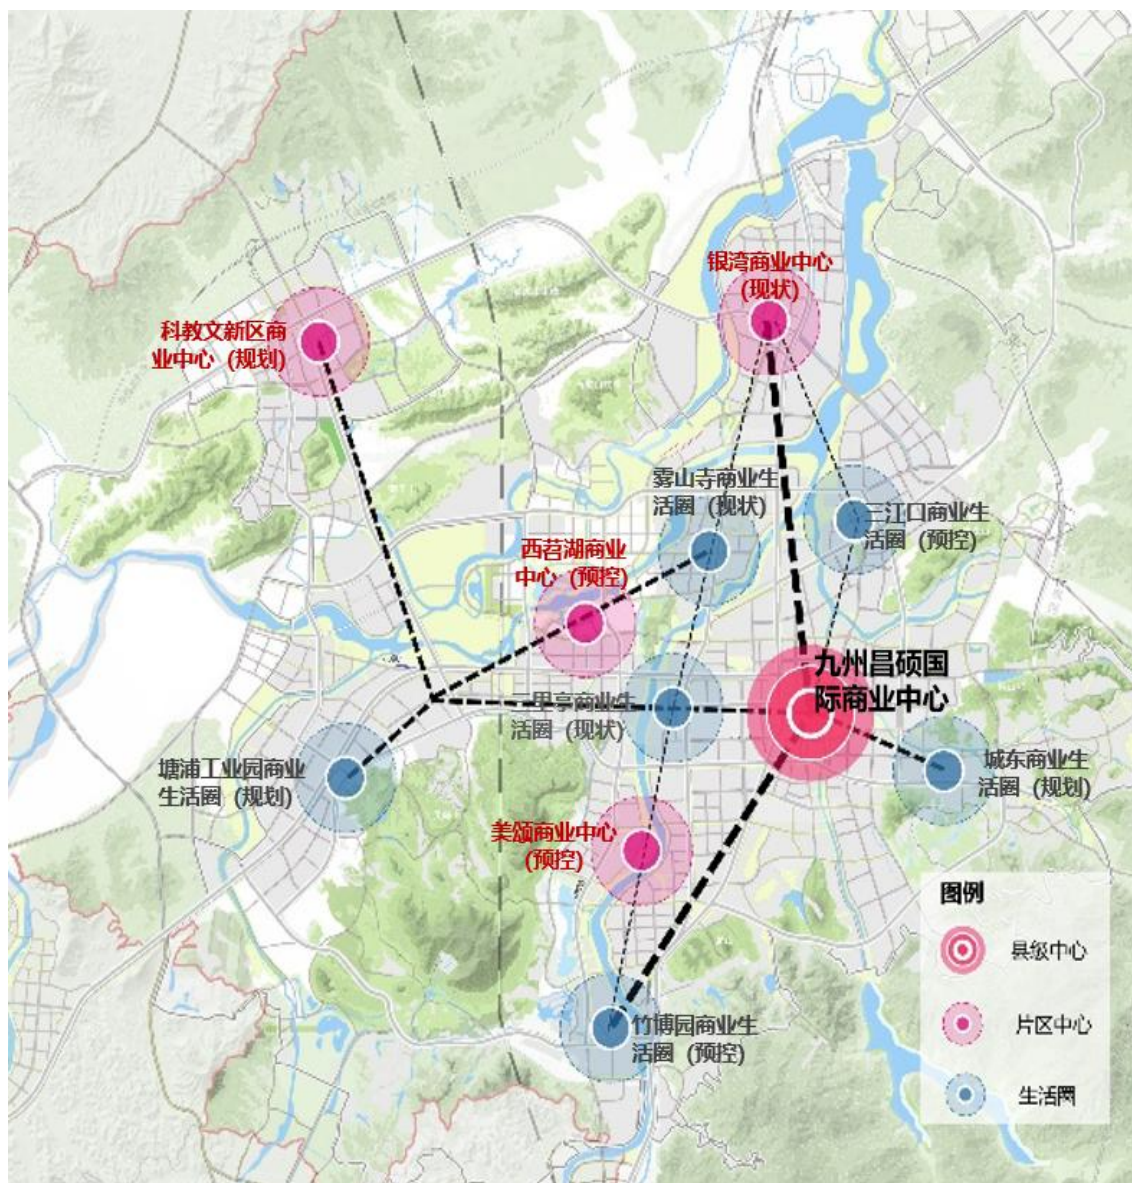 银湾商业中心
(现状)
科教文新区商
业中心 (规划)
雾山寺商业生
活圈 (现状)
三江口商业生
活圈 (预控)
西苕湖商业
中心 (预控)
九州昌硕国
际商业中心
三里亭商业生
活圈 (现状)
塘浦工业园商业
生活圈 (规划)
城东商业生
活圈 (规划)
美颂商业中心
(预控)
竹博园商业生
活圈 (预控)
图例
县级中心
片区中心
生活圈